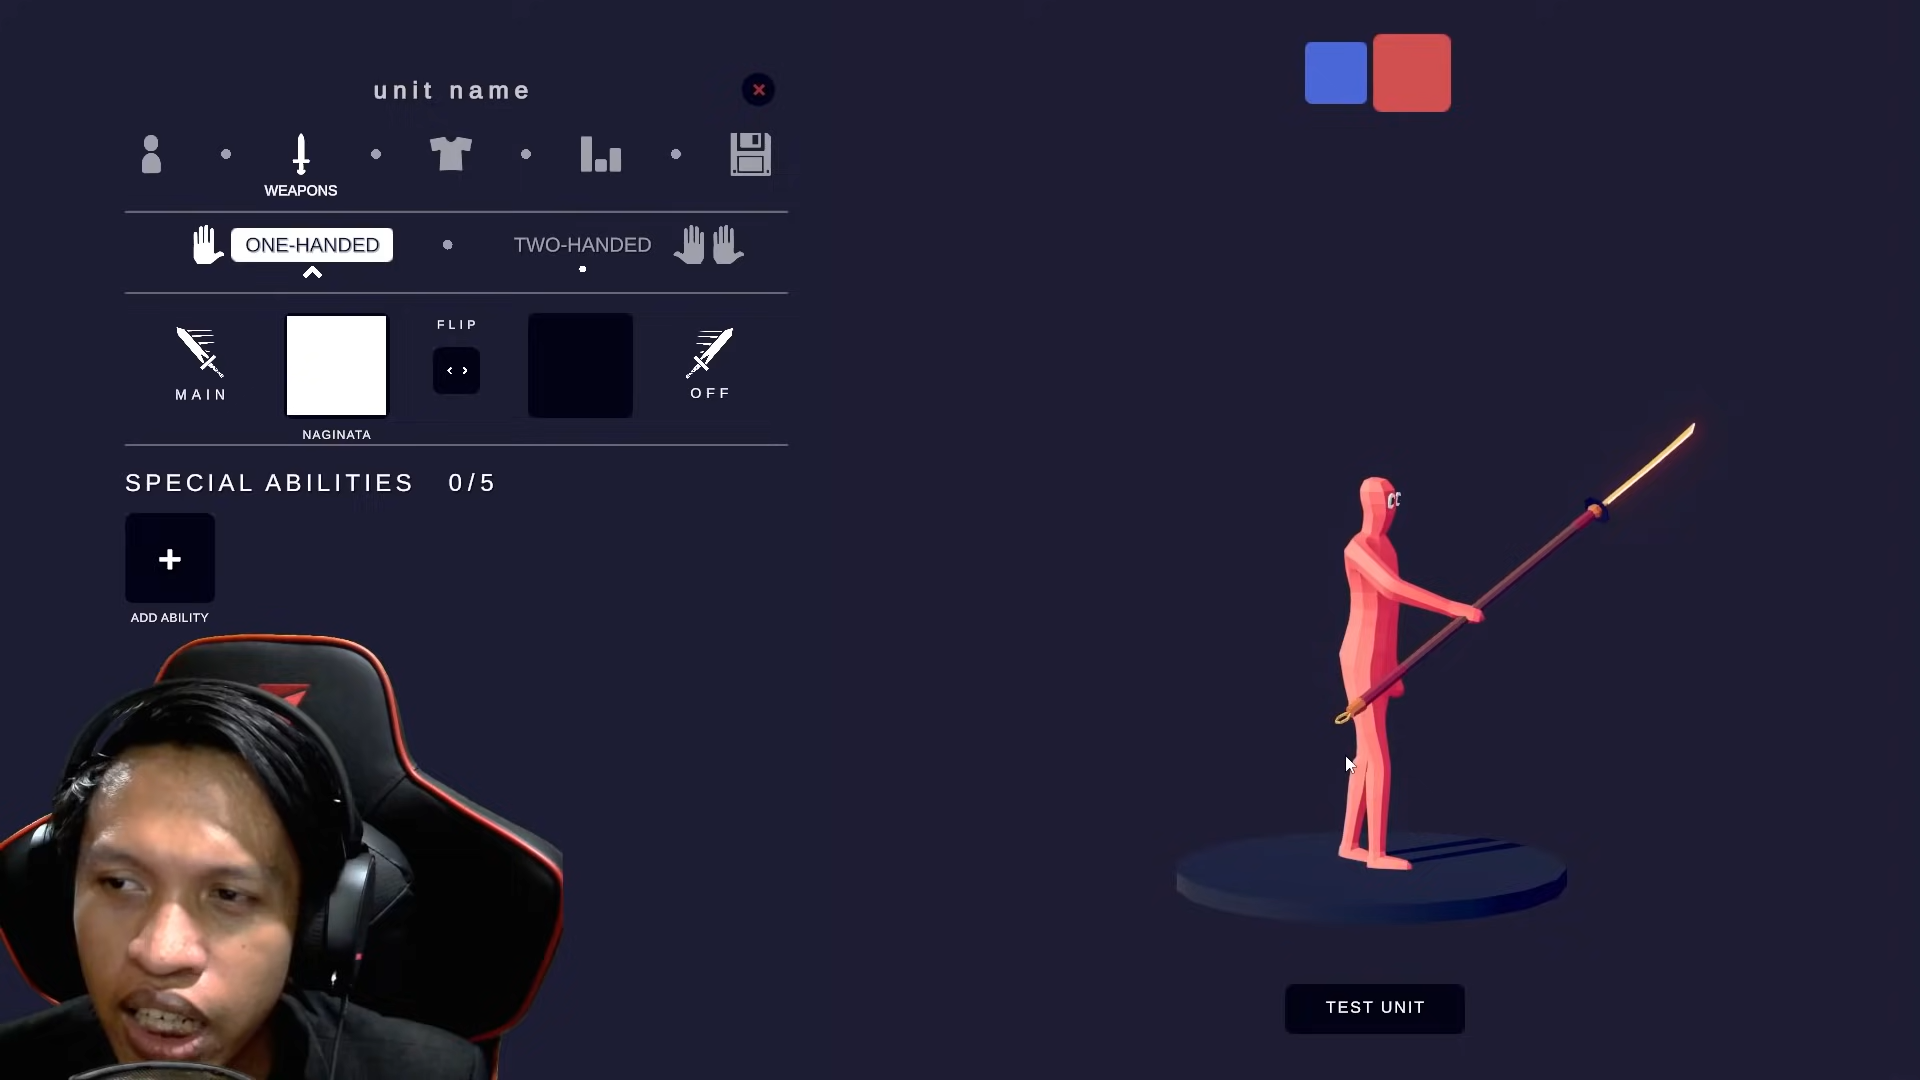 unit name
WEAPONS
ONE-HANDED
TWO-HANDED
FLIP
MAIN
OFF
NAGINATA
SPECIAL ABILITIES 0/5
+
ADD ABILITY
TEST UNIT